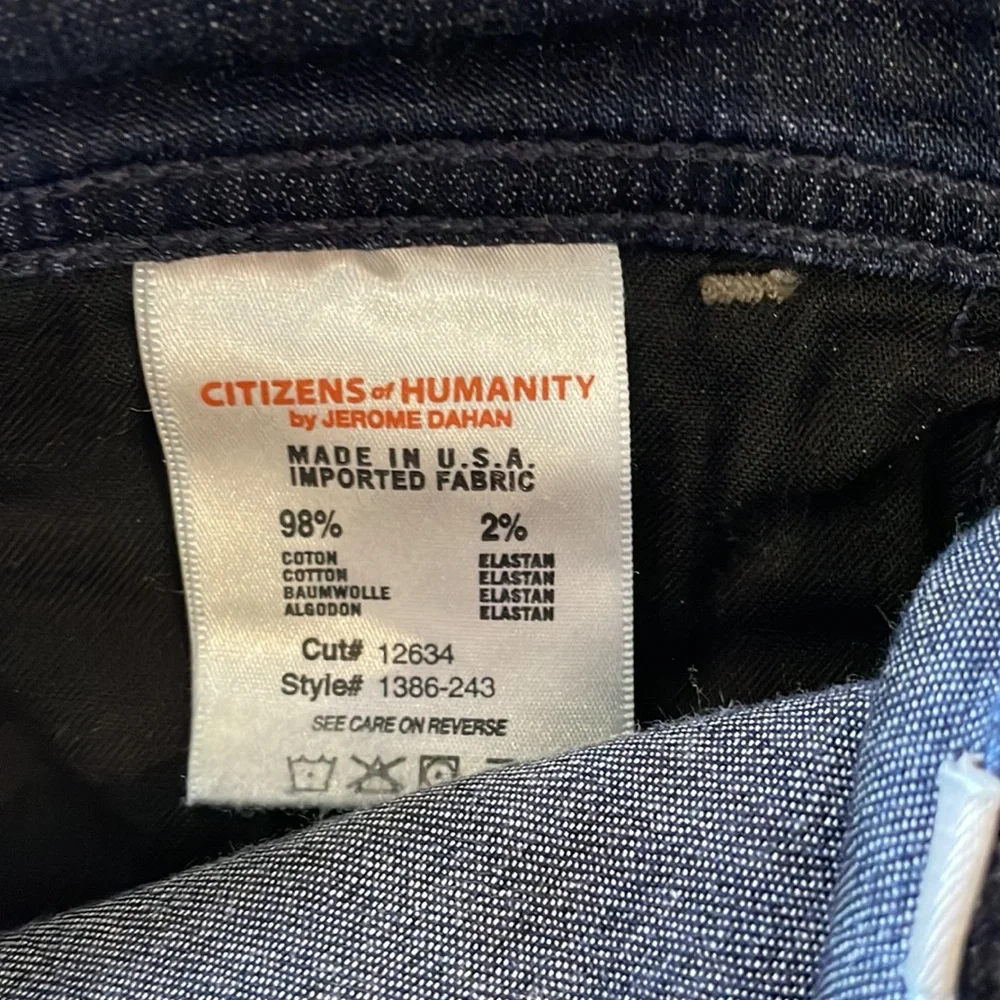 CITIZENS of HUMANITY
by JEROME DAHAN
MADE IN U.S.A.
IMPORTED FABRIC
98% 2%
COTON ELASTAN
COTTON ELASTAN
BAUMWOLLE ELASTAN
ALGODON ELASTAN
Cut# 12634
Style# 1386-243
SEE CARE ON REVERSE